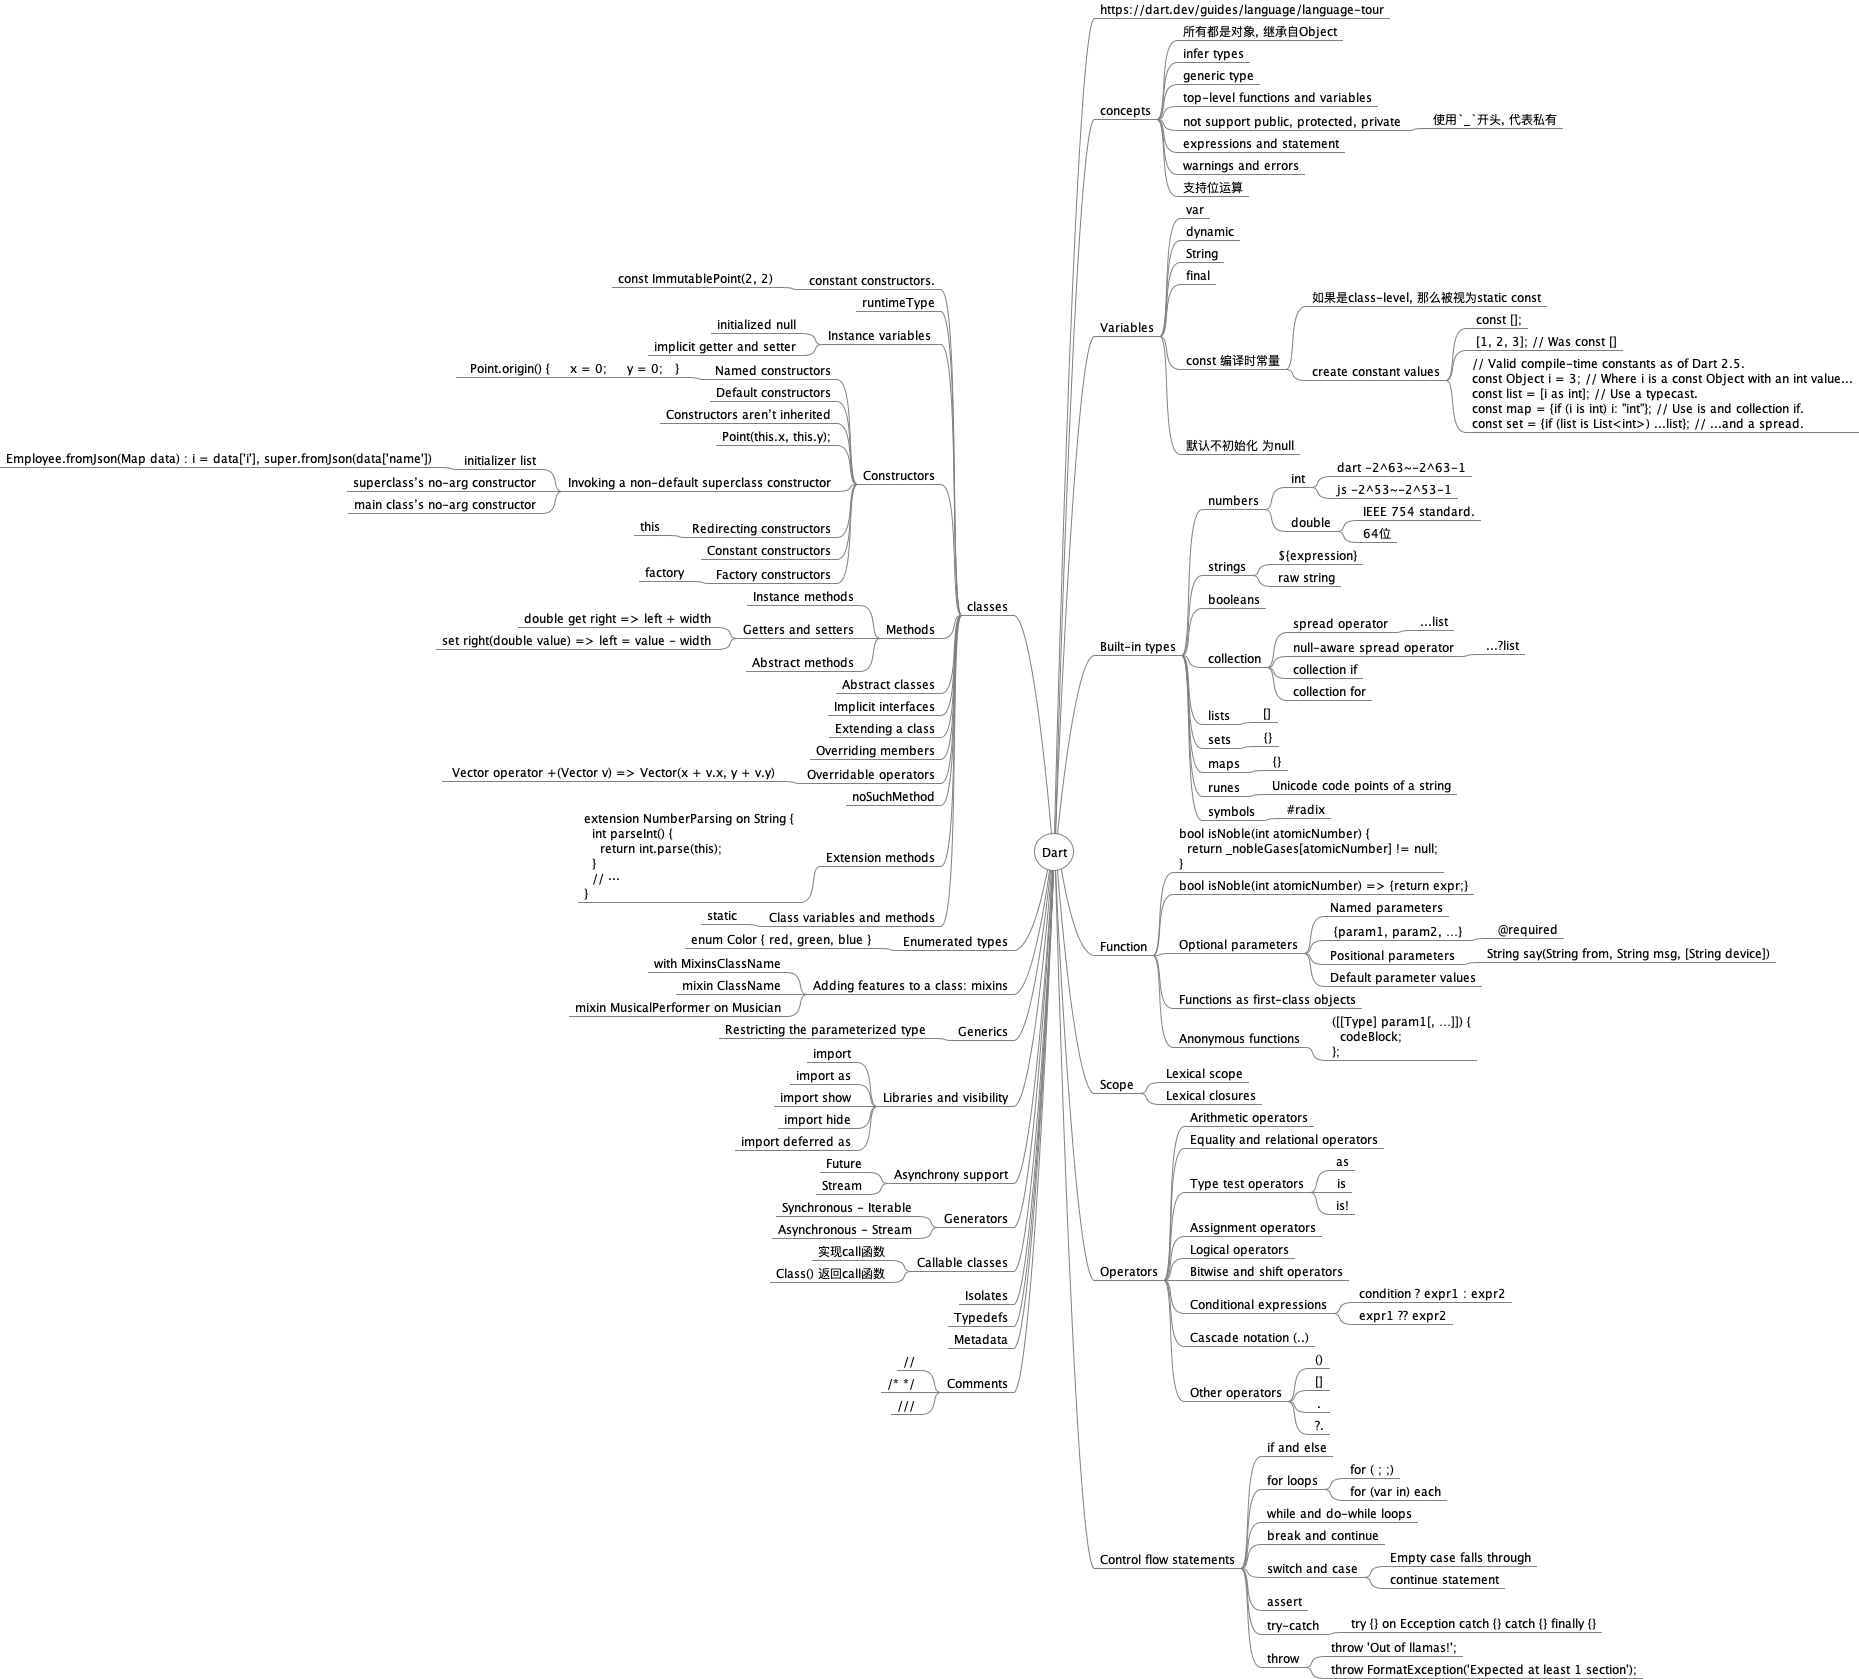 Dart
https://dart.dev/guides/language/language-tour
concepts
所有都是对象, 继承自Object
infer types
generic type
top-level functions and variables
not support public, protected, private
使用`_`开头, 代表私有
expressions and statement
warnings and errors
支持位运算
Variables
var
dynamic
String
final
const 编译时常量
如果是class-level, 那么被视为static const
create constant values
const [];
[1, 2, 3]; // Was const []
// Valid compile-time constants as of Dart 2.5.
const Object i = 3; // Where i is a const Object with an int value...
const list = [i as int]; // Use a typecast.
const map = {if (i is int) i: "int"}; // Use is and collection if.
const set = {if (list is List<int>) ...list}; // ...and a spread.
默认不初始化 为null
Built-in types
numbers
int
dart -2^63~-2^63-1
js -2^53~-2^53-1
double
IEEE 754 standard.
64位
strings
${expression}
raw string
booleans
collection
spread operator
...list
null-aware spread operator
...?list
collection if
collection for
lists
[]
sets
{}
maps
{}
runes
Unicode code points of a string
symbols
#radix
Function
bool isNoble(int atomicNumber) {
return _nobleGases[atomicNumber] != null;
}
bool isNoble(int atomicNumber) => {return expr;}
Optional parameters
Named parameters
{param1, param2, ...}
@required
Positional parameters
String say(String from, String msg, [String device])
Default parameter values
Functions as first-class objects
Anonymous functions
([[Type] param1[, ...]]) {
codeBlock;
};
Scope
Lexical scope
Lexical closures
Operators
Arithmetic operators
Equality and relational operators
Type test operators
as
is
is!
Assignment operators
Logical operators
Bitwise and shift operators
Conditional expressions
condition ? expr1 : expr2
expr1 ?? expr2
Cascade notation (..)
Other operators
()
[]
.
?.
Control flow statements
if and else
for loops
for ( ; ;)
for (var in) each
while and do-while loops
break and continue
switch and case
Empty case falls through
continue statement
assert
try-catch
try {} on Ecception catch {} catch {} finally {}
throw
throw 'Out of llamas!';
throw FormatException('Expected at least 1 section');
classes
constant constructors.
const ImmutablePoint(2, 2)
runtimeType
Instance variables
initialized null
implicit getter and setter
Constructors
Named constructors
Point.origin() { x = 0; y = 0; }
Default constructors
Constructors aren't inherited
Point(this.x, this.y);
Invoking a non-default superclass constructor
initializer list
Employee.fromJson(Map data) : i = data['i'], super.fromJson(data['name'])
superclass's no-arg constructor
main class's no-arg constructor
Redirecting constructors
this
Constant constructors
Factory constructors
factory
Methods
Instance methods
Getters and setters
double get right => left + width
set right(double value) => left = value - width
Abstract methods
Abstract classes
Implicit interfaces
Extending a class
Overriding members
Overridable operators
Vector operator +(Vector v) => Vector(x + v.x, y + v.y)
noSuchMethod
Extension methods
extension NumberParsing on String {
int parseInt() {
return int.parse(this);
}
// ···
}
Class variables and methods
static
Enumerated types
enum Color { red, green, blue }
Adding features to a class: mixins
with MixinsClassName
mixin ClassName
mixin MusicalPerformer on Musician
Generics
Restricting the parameterized type
Libraries and visibility
import
import as
import show
import hide
import deferred as
Asynchrony support
Future
Stream
Generators
Synchronous - Iterable
Asynchronous - Stream
Callable classes
实现call函数
Class() 返回call函数
Isolates
Typedefs
Metadata
Comments
//
/* */
///